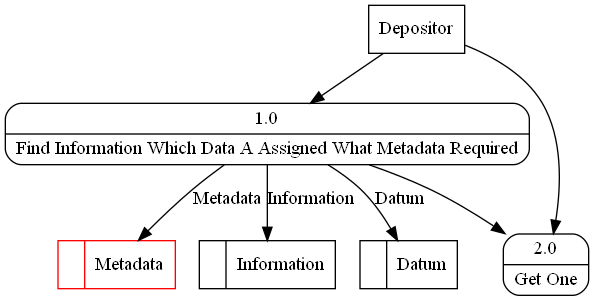 Depositor
1.0
Find Information Which Data A Assigned What Metadata Required
Metadata
Information
Datum
Metadata
Information
Datum
2.0
Get One